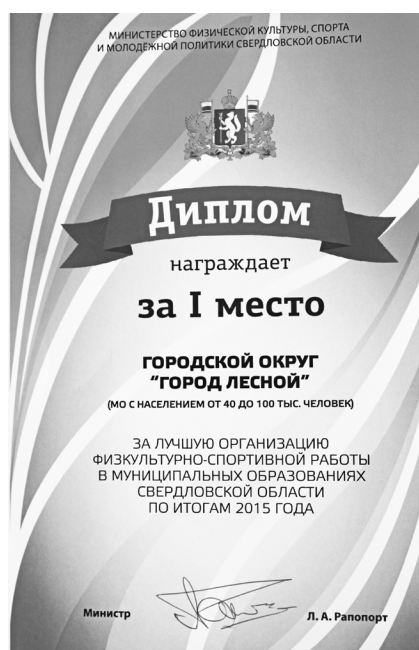 МИНИСТЕРСТВО ФИЗИЧЕСКОЙ КУЛЬТУРЫ, СПОРТА
И МОЛОДЁЖНОЙ ПОЛИТИКИ СВЕРДЛОВСКОЙ ОБЛАСТИ
Диплом
награждает
за I место
ГОРОДСКОЙ ОКРУГ
"ГОРОД ЛЕСНОЙ"
(МО С НАСЕЛЕНИЕМ ОТ 40 ДО 100 ТЫС. ЧЕЛОВЕК)
ЗА ЛУЧШУЮ ОРГАНИЗАЦИЮ
ФИЗКУЛЬТУРНО-СПОРТИВНОЙ РАБОТЫ
В МУНИЦИПАЛЬНЫХ ОБРАЗОВАНИЯХ
СВЕРДЛОВСКОЙ ОБЛАСТИ
ПО ИТОГАМ 2015 ГОДА
Министр Л. А. Рапопорт